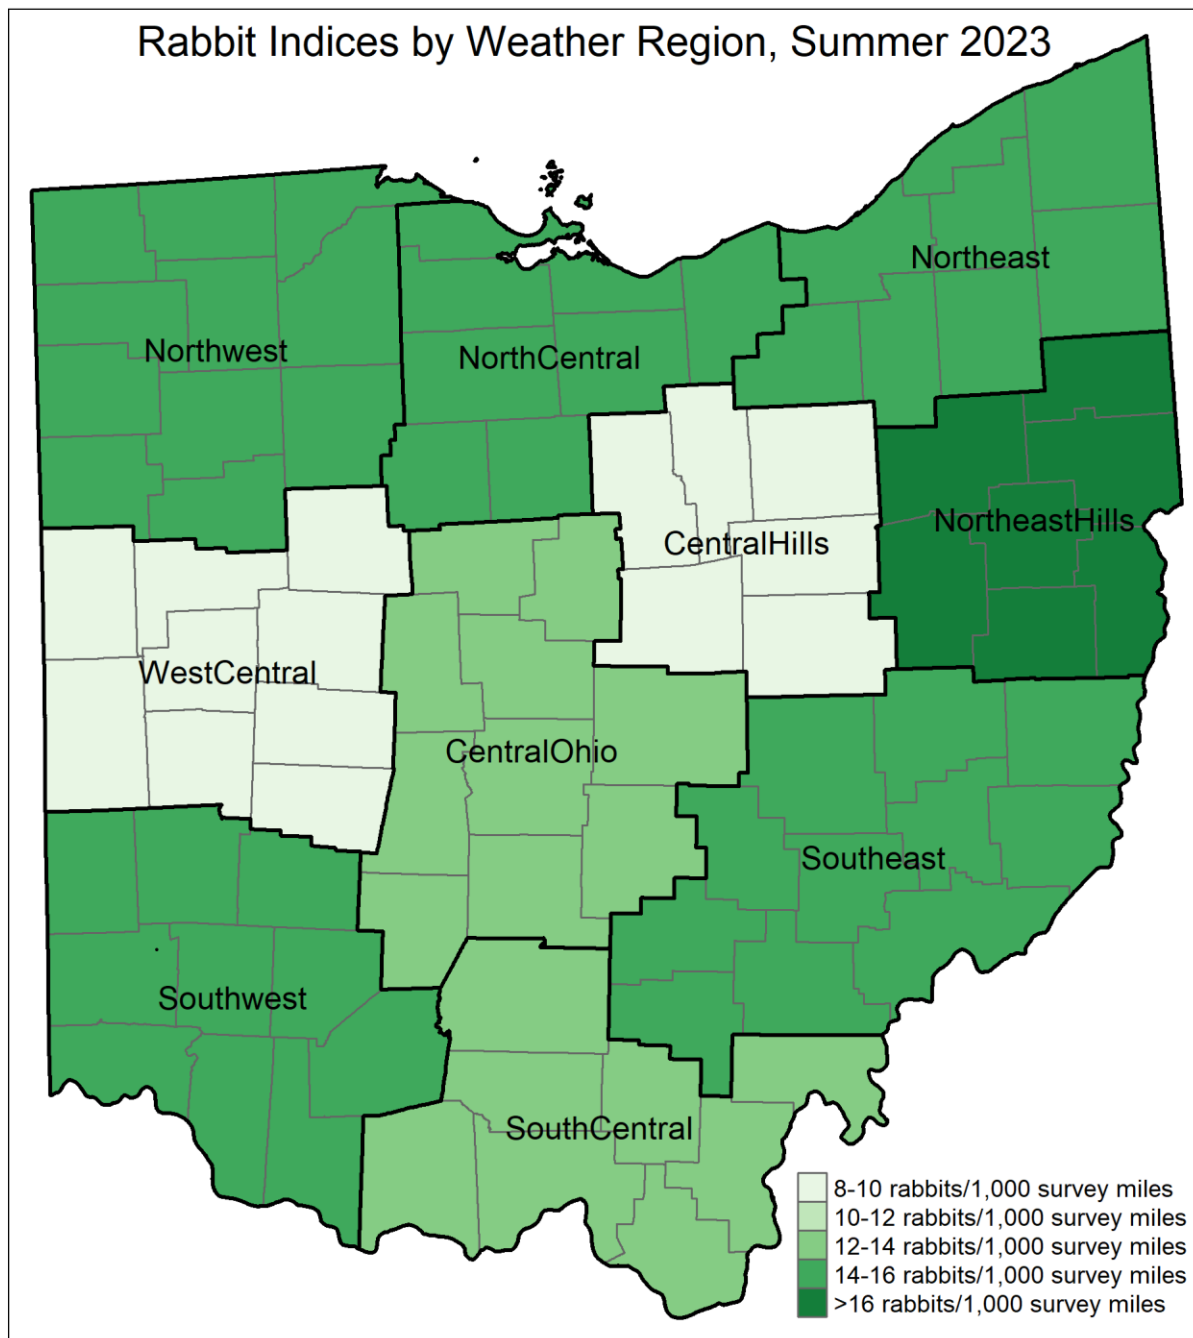 Rabbit Indices by Weather Region, Summer 2023
Northeast
Northwest
NorthCentral
NortheastHills
CentralHills
WestCentral
CentralOhio
Southeast
Southwest
SouthCentral
8-10 rabbits/1,000 survey miles
10-12 rabbits/1,000 survey miles
12-14 rabbits/1,000 survey miles
14-16 rabbits/1,000 survey miles
>16 rabbits/1,000 survey miles